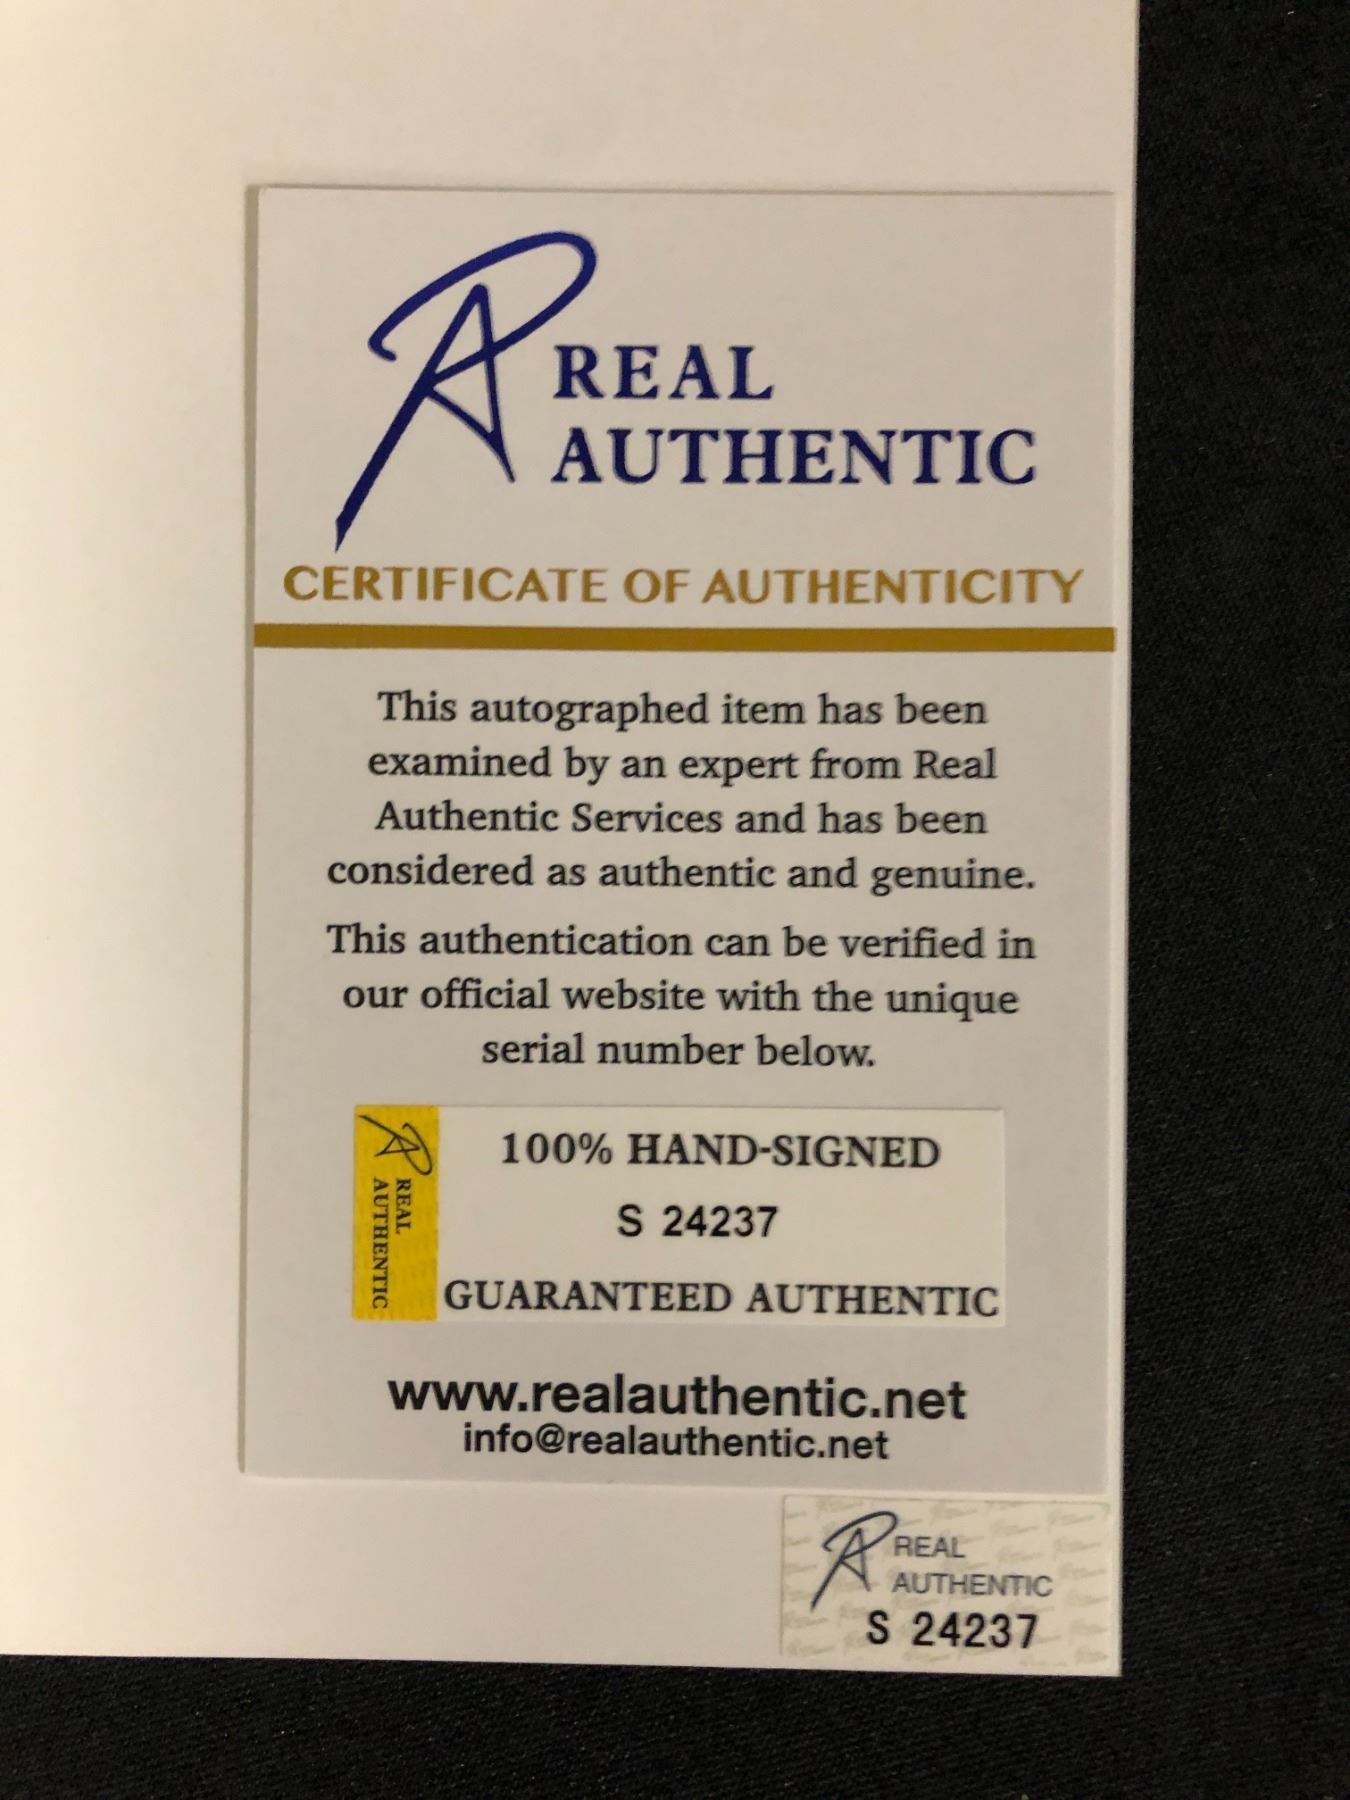 REAL
AUTHENTIC
CERTIFICATE OF AUTHENTICITY
This autographed item has been
examined by an expert from Real
Authentic Services and has been
considered as authentic and genuine.
This authentication can be verified in
our official website with the unique
serial number below.
REAL
AUTHENTIC
100% HAND-SIGNED
S 24237
GUARANTEED AUTHENTIC
www.realauthentic.net
info@realauthentic.net
REAL
AUTHENTIC
S 24237